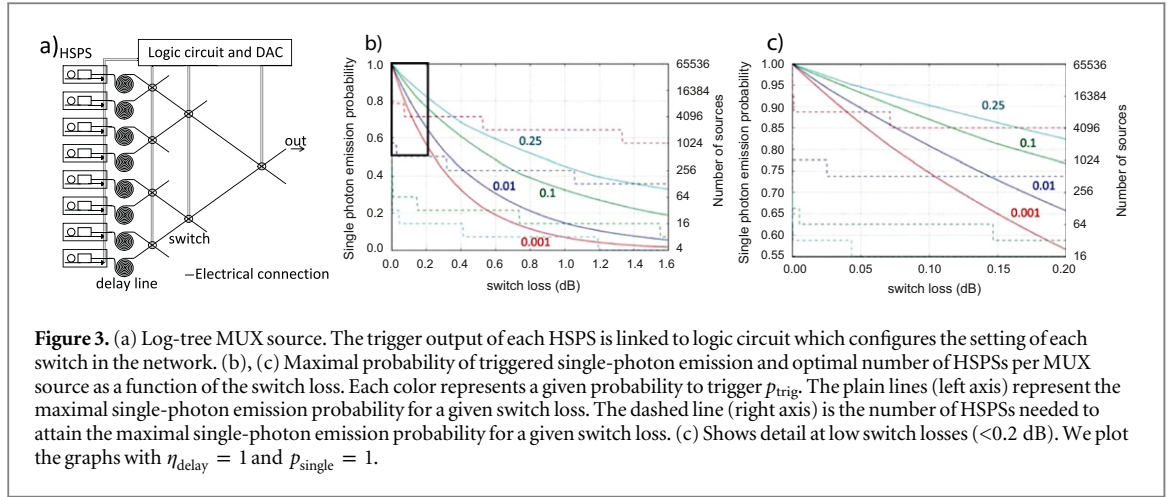 a)
HSPS
Logic circuit and DAC
out
switch
delay line
–Electrical connection
b)
Single photon emission probability
1.0
0.8
0.6
0.4
0.2
0.0
0.0 0.2 0.4 0.6 0.8 1.0 1.2 1.4 1.6
switch loss (dB)
0.25
0.1
0.01
0.001
65536
16384
4096
1024
256
64
16
4
Number of sources
c)
Single photon emission probability
1.00
0.95
0.90
0.85
0.80
0.75
0.70
0.65
0.60
0.55
0.00 0.05 0.10 0.15 0.20
switch loss (dB)
0.25
0.1
0.01
0.001
65536
16384
4096
1024
256
64
16
Number of sources
Figure 3. (a) Log-tree MUX source. The trigger output of each HSPS is linked to logic circuit which configures the setting of each
switch in the network. (b), (c) Maximal probability of triggered single-photon emission and optimal number of HSPSs per MUX
source as a function of the switch loss. Each color represents a given probability to trigger p_trig. The plain lines (left axis) represent the
maximal single-photon emission probability for a given switch loss. The dashed line (right axis) is the number of HSPSs needed to
attain the maximal single-photon emission probability for a given switch loss. (c) Shows detail at low switch losses (<0.2 dB). We plot
the graphs with η_delay = 1 and p_single = 1.